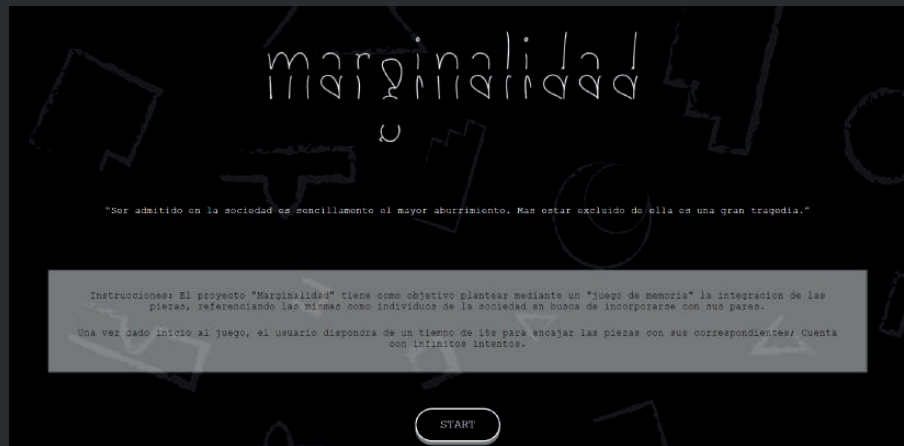 marginalidad
"Ser admitido en la sociedad es sencillamente el mayor aburrimiento. Mas estar excluido de ella es una gran tragedia."
Instrucciones: El proyecto "Marginalidad" tiene como objetivo plantear mediante un "juego de memoria" la integracion de las
piezas, referenciando las mismas como individuos de la sociedad en busca de incorporarse con sus pares.
Una vez dado inicio al juego, el usuario dispondra de un tiempo de 15s para encajar las piezas con sus correspondientes; Cuenta
con infinitos intentos.
START